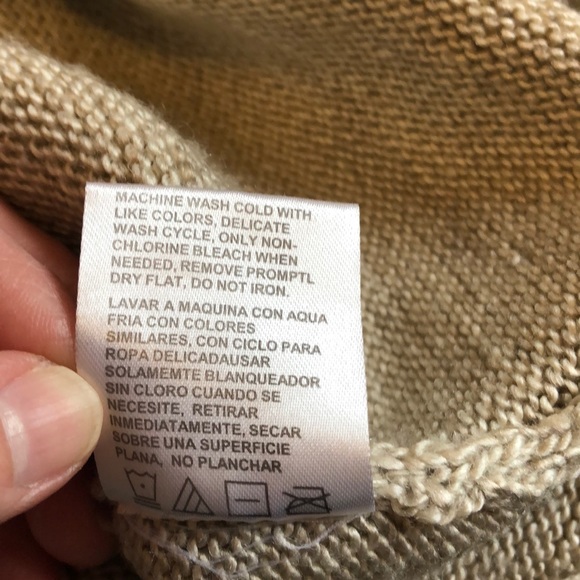 MACHINE WASH COLD WITH
LIKE COLORS, DELICATE
WASH CYCLE, ONLY NON-
CHLORINE BLEACH WHEN
NEEDED, REMOVE PROMPTL
DRY FLAT, DO NOT IRON.
LAVAR A MAQUINA CON AQUA
FRIA CON COLORES
SIMILARES, CON CICLO PARA
ROPA DELICADAUSAR
SOLAMEMTE BLANQUEADOR
SIN CLORO CUANDO SE
NECESITE, RETIRAR
INMEDIATAMENTE, SECAR
SOBRE UNA SUPERFICIE
PLANA, NO PLANCHAR